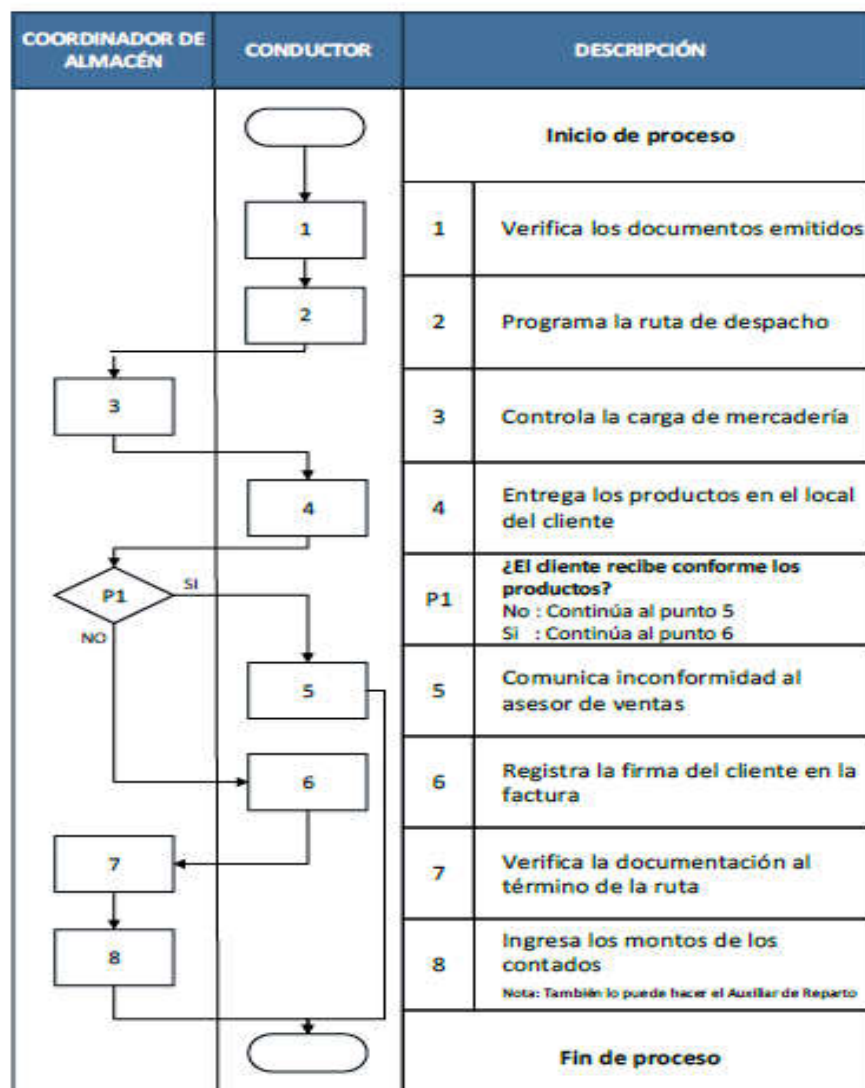 COORDINADOR DE
ALMACÉN
CONDUCTOR
DESCRIPCIÓN
Inicio de proceso
1
1
Verifica los documentos emitidos
2
2
Programa la ruta de despacho
3
3
Controla la carga de mercadería
4
4
Entrega los productos en el local
del cliente
P1
SI
NO
P1
¿El cliente recibe conforme los
productos?
No : Continúa al punto 5
Si : Continúa al punto 6
5
5
Comunica inconformidad al
asesor de ventas
6
6
Registra la firma del cliente en la
factura
7
7
Verifica la documentación al
término de la ruta
8
8
Ingresa los montos de los
contados
Nota: También lo puede hacer el Auxiliar de Reparto
Fin de proceso